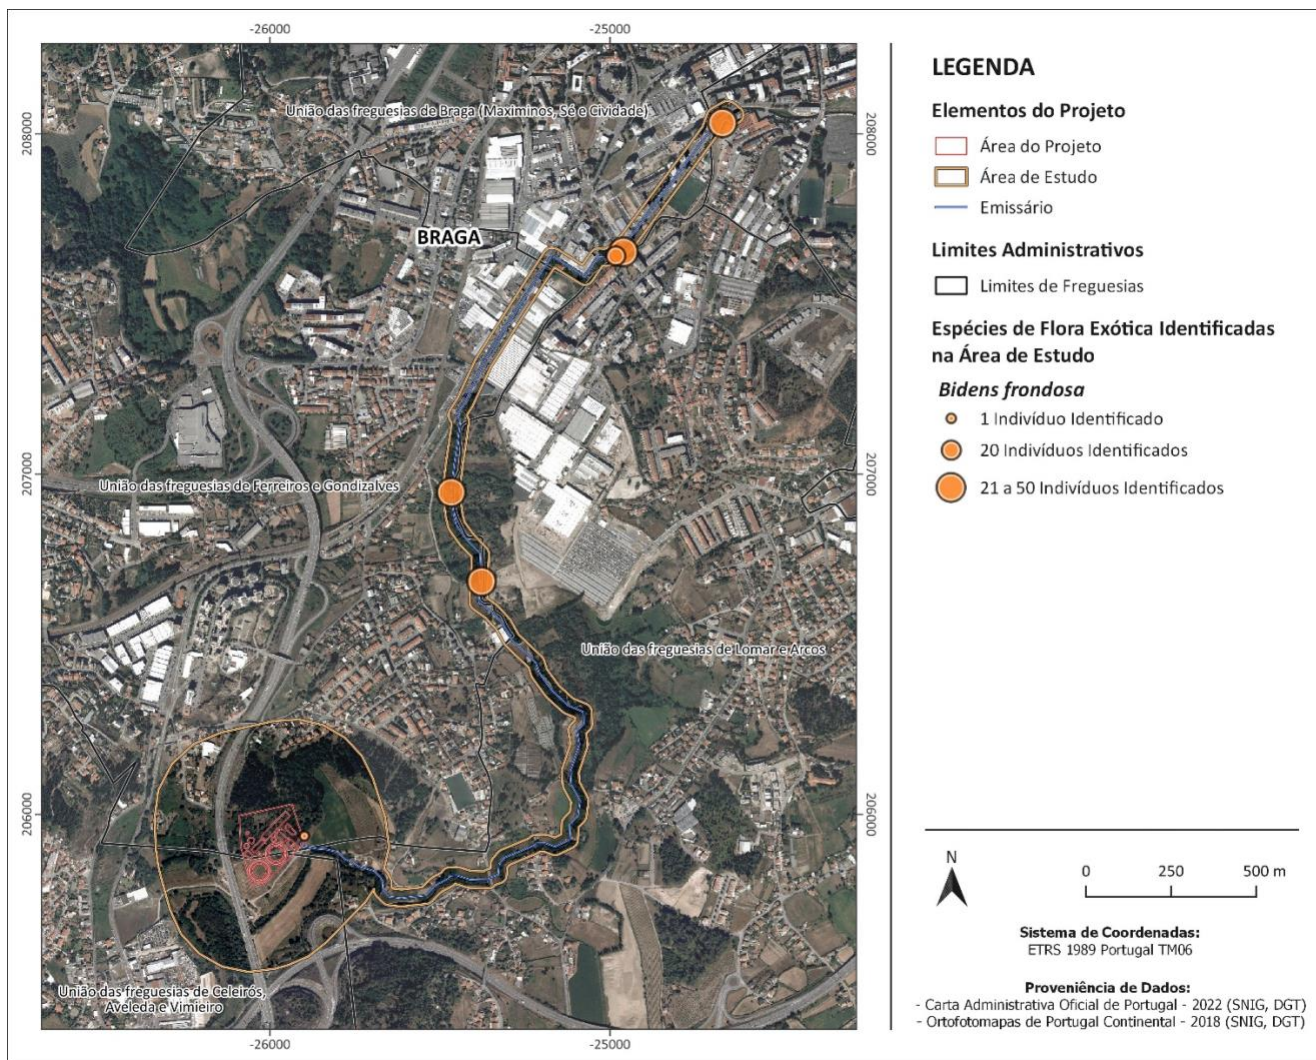 -26000
-25000
208000
208000
207000
207000
206000
206000
União das freguesias de Braga (Maximinos, Sé e Cividade)
BRAGA
União das freguesias de Ferreiros e Gondizalves
União das freguesias de Lomar e Arcos
União das freguesias de Celeirós,
Aveleda e Vimieiro
-26000
-25000
LEGENDA
Elementos do Projeto
Área do Projeto
Área de Estudo
Emissário
Limites Administrativos
Limites de Freguesias
Espécies de Flora Exótica Identificadas
na Área de Estudo
Bidens frondosa
1 Indivíduo Identificado
20 Indivíduos Identificados
21 a 50 Indivíduos Identificados
N
0 250 500 m
Sistema de Coordenadas:
ETRS 1989 Portugal TM06
Proveniência de Dados:
- Carta Administrativa Oficial de Portugal - 2022 (SNIG, DGT)
- Ortofotomapas de Portugal Continental - 2018 (SNIG, DGT)